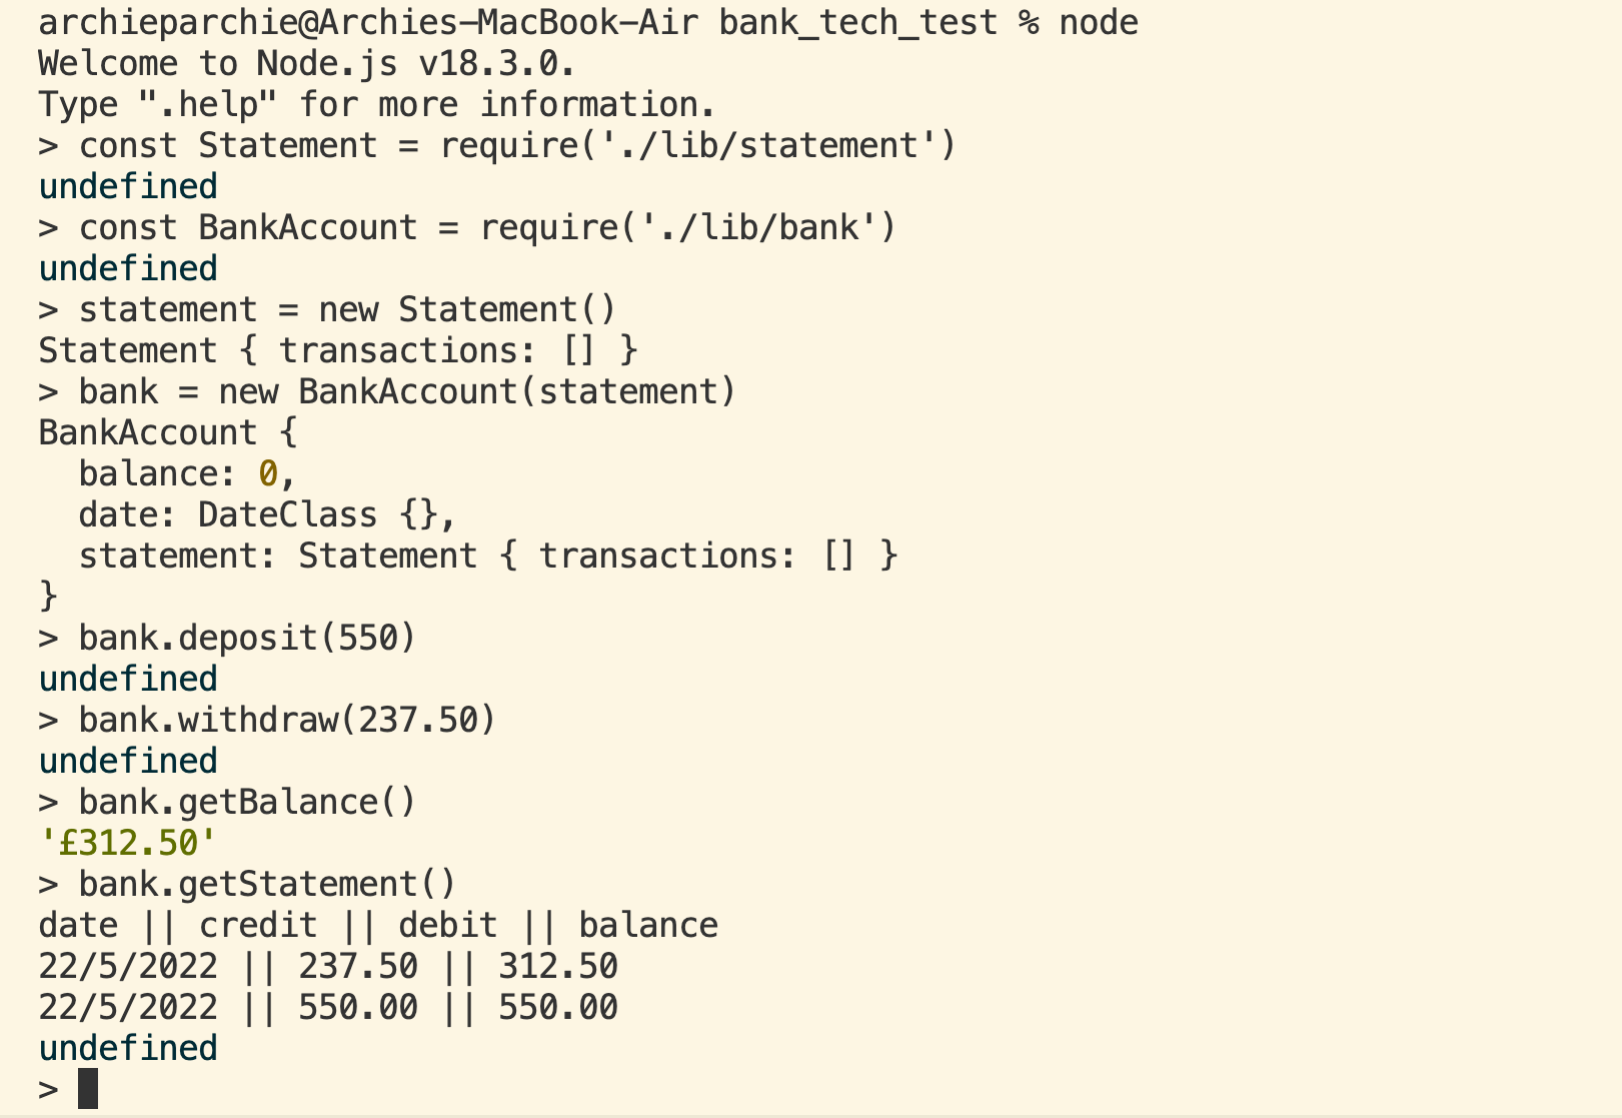 archieparchie@Archies-MacBook-Air bank_tech_test % node
Welcome to Node.js v18.3.0.
Type ".help" for more information.
> const Statement = require('./lib/statement')
undefined
> const BankAccount = require('./lib/bank')
undefined
> statement = new Statement()
Statement { transactions: [] }
> bank = new BankAccount(statement)
BankAccount {
  balance: 0,
  date: DateClass {},
  statement: Statement { transactions: [] }
}
> bank.deposit(550)
undefined
> bank.withdraw(237.50)
undefined
> bank.getBalance()
'£312.50'
> bank.getStatement()
date || credit || debit || balance
22/5/2022 || 237.50 || 312.50
22/5/2022 || 550.00 || 550.00
undefined
>